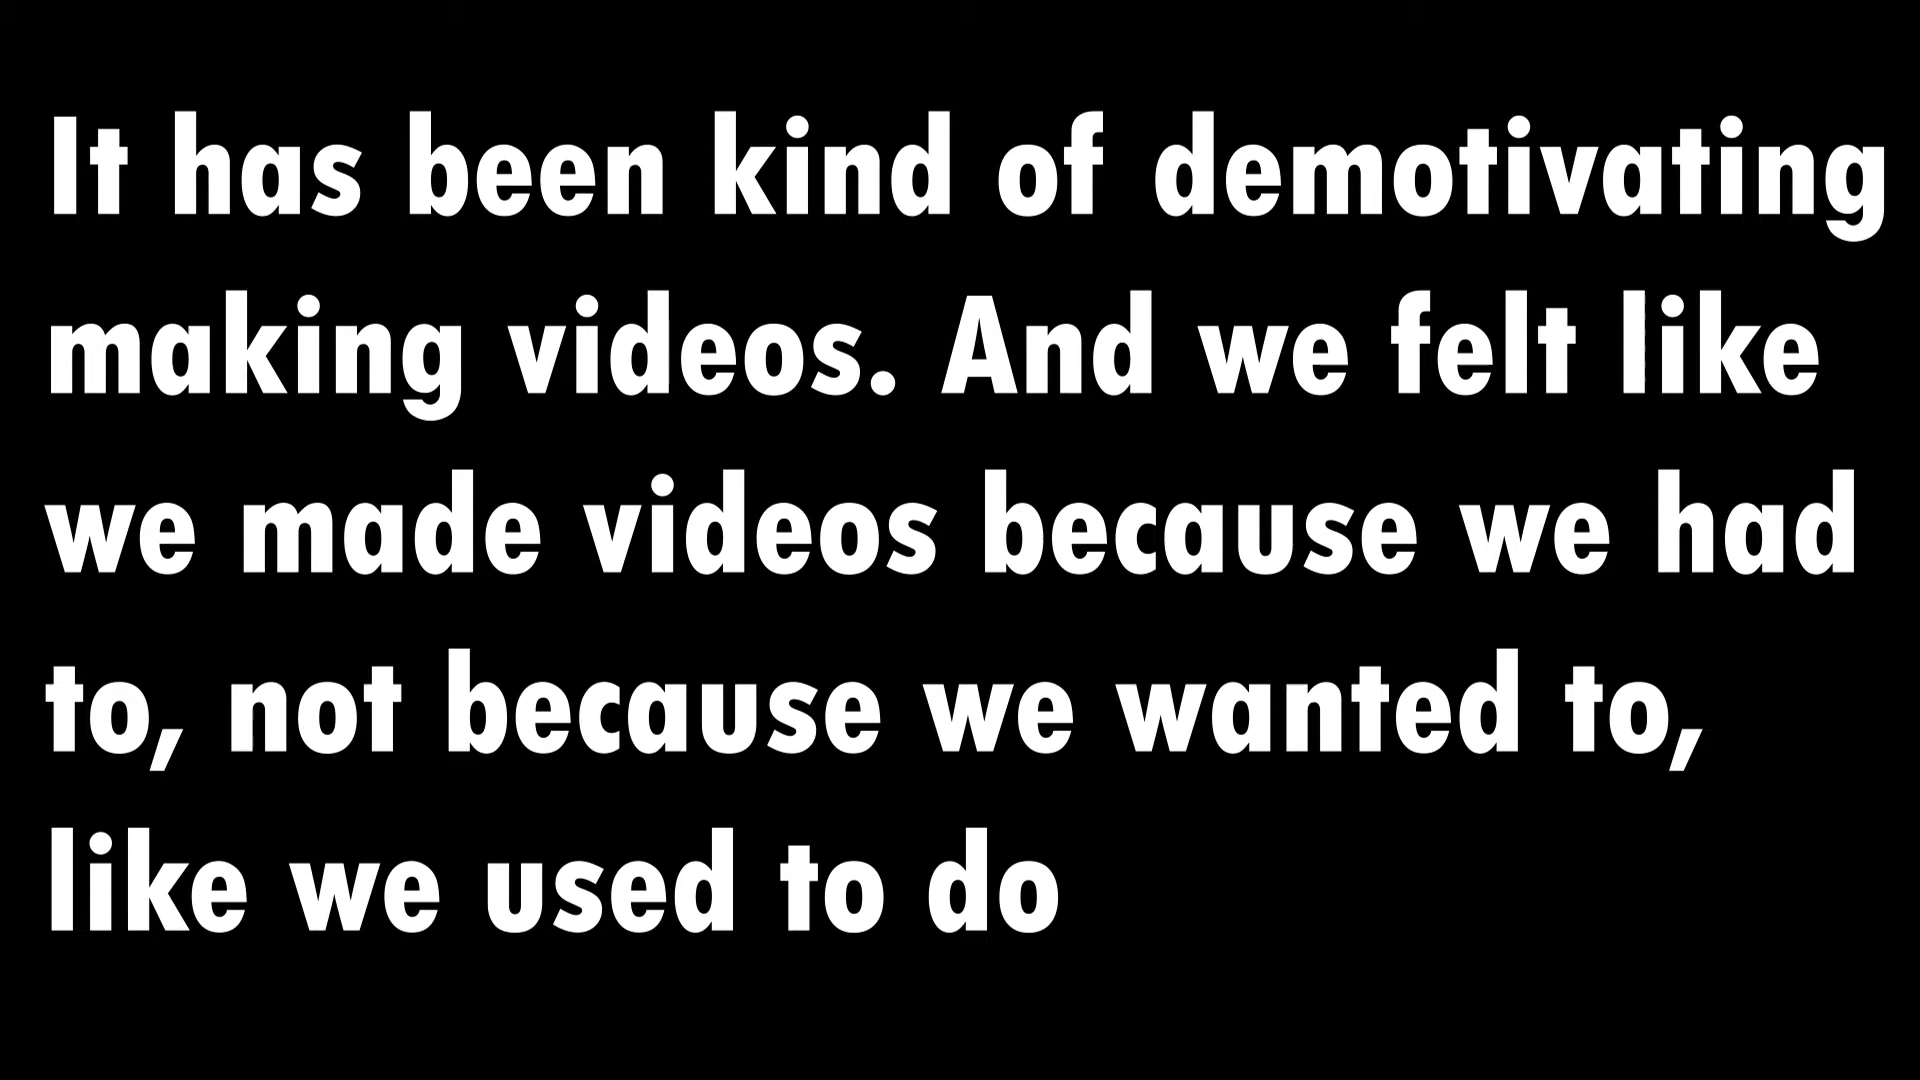 It has been kind of demotivating
making videos. And we felt like
we made videos because we had
to, not because we wanted to,
like we used to do